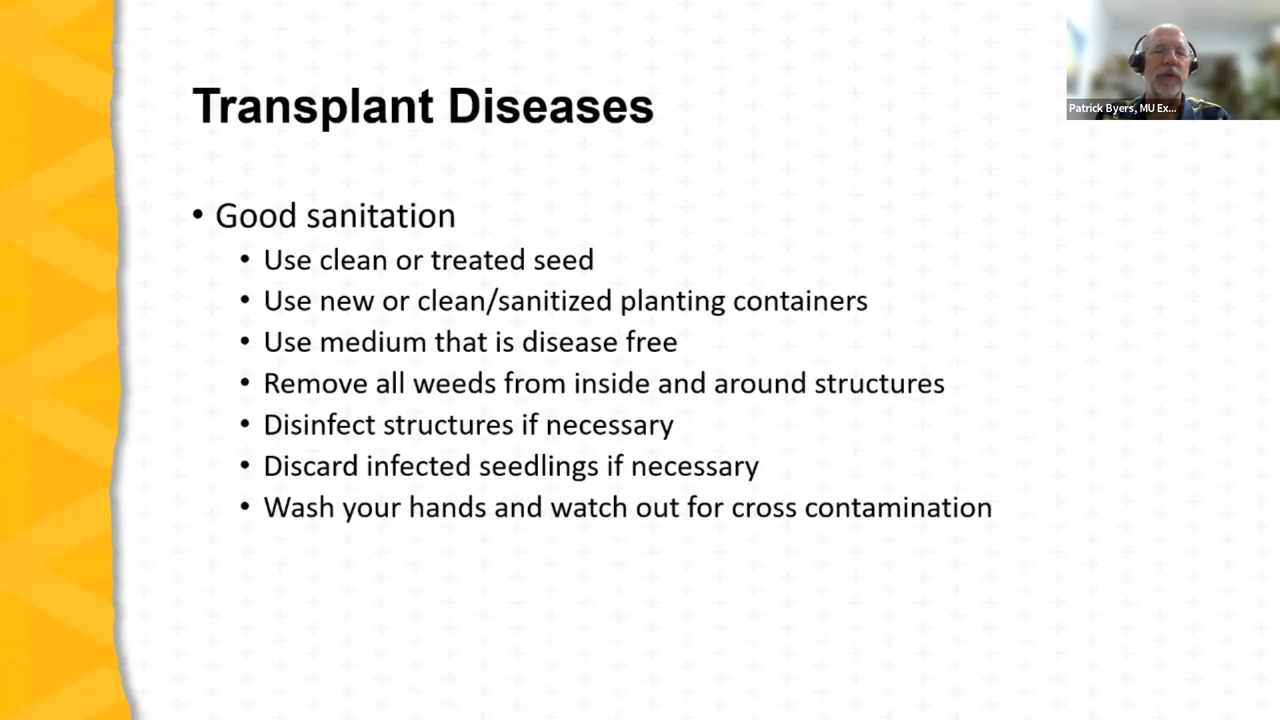 Transplant Diseases
Patrick Byers, MU Ex...
• Good sanitation
• Use clean or treated seed
• Use new or clean/sanitized planting containers
• Use medium that is disease free
• Remove all weeds from inside and around structures
• Disinfect structures if necessary
• Discard infected seedlings if necessary
• Wash your hands and watch out for cross contamination